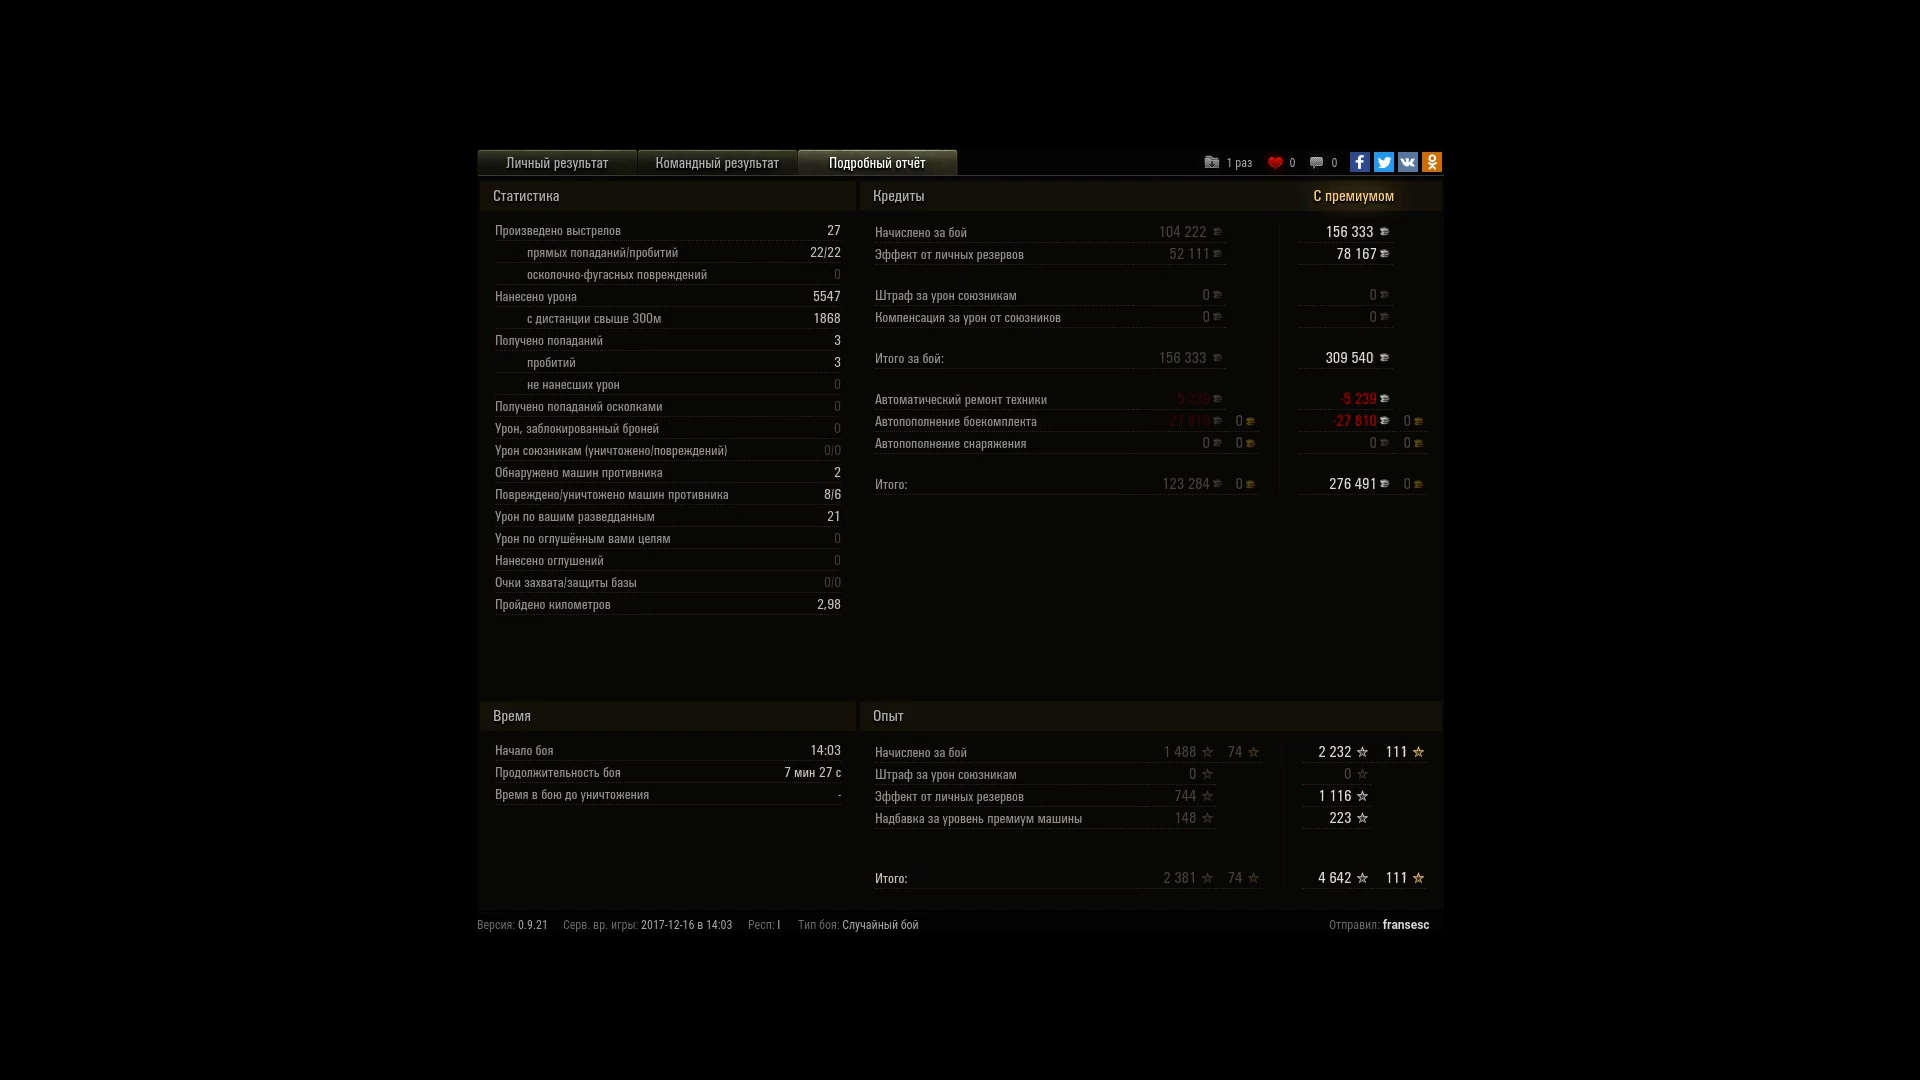 Личный результат Командный результат Подробный отчёт 1 раз 0 0
Статистика
Произведено выстрелов 27
прямых попаданий/пробитий 22/22
осколочно-фугасных повреждений 0
Нанесено урона 5547
с дистанции свыше 300м 1868
Получено попаданий 3
пробитий 3
не нанесших урон 0
Получено попаданий осколками 0
Урон, заблокированный броней 0
Урон союзникам (уничтожено/повреждений) 0/0
Обнаружено машин противника 2
Повреждено/уничтожено машин противника 8/6
Урон по вашим разведданным 21
Урон по оглушённым вами целям 0
Нанесено оглушений 0
Очки захвата/защиты базы 0/0
Пройдено километров 2,98
Кредиты С премиумом
Начислено за бой 104 222 156 333
Эффект от личных резервов 52 111 78 167
Штраф за урон союзникам 0 0
Компенсация за урон от союзников 0 0
Итого за бой: 156 333 309 540
Автоматический ремонт техники -5 239 -5 239
Автопополнение боекомплекта -27 810 0 -27 810 0
Автопополнение снаряжения 0 0 0 0
Итого: 123 284 0 276 491 0
Время
Начало боя 14:03
Продолжительность боя 7 мин 27 с
Время в бою до уничтожения -
Опыт
Начислено за бой 1 488 74 2 232 111
Штраф за урон союзникам 0 0
Эффект от личных резервов 744 1 116
Надбавка за уровень премиум машины 148 223
Итого: 2 381 74 4 642 111
Версия: 0.9.21 Серв. вр. игры: 2017-12-16 в 14:03 Респ: I Тип боя: Случайный бой Отправил: fransesc